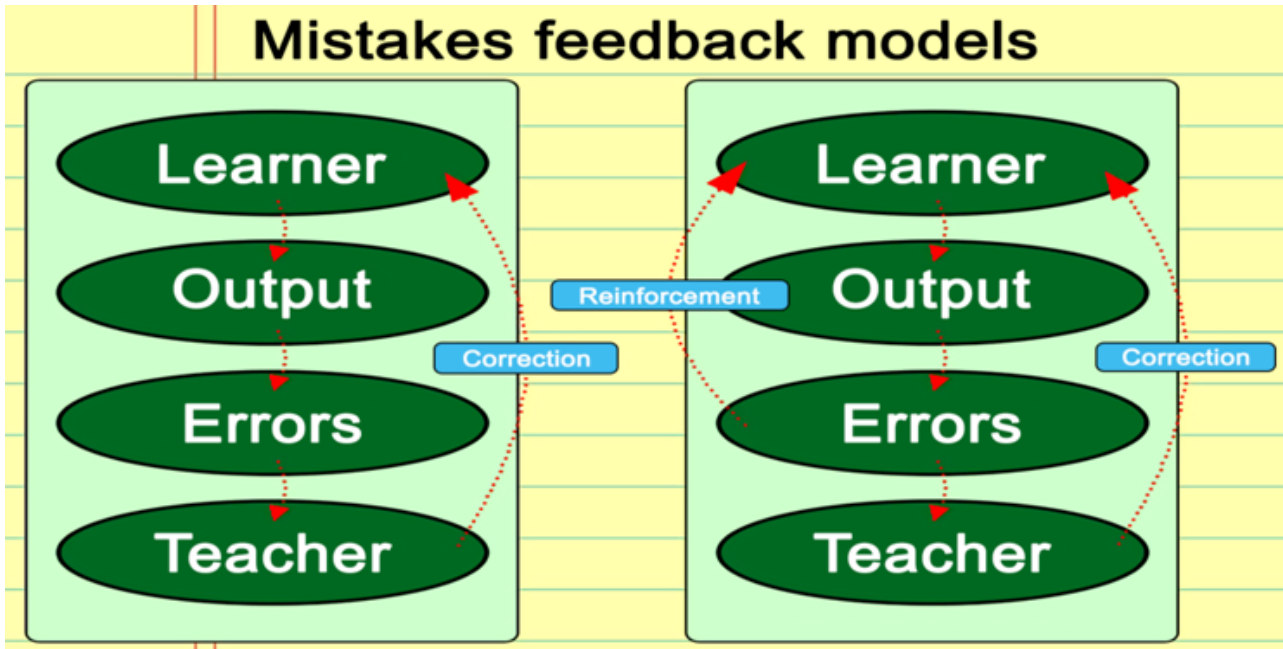 Mistakes feedback models
Learner
Output
Correction
Errors
Teacher
Learner
Reinforcement
Output
Correction
Errors
Teacher